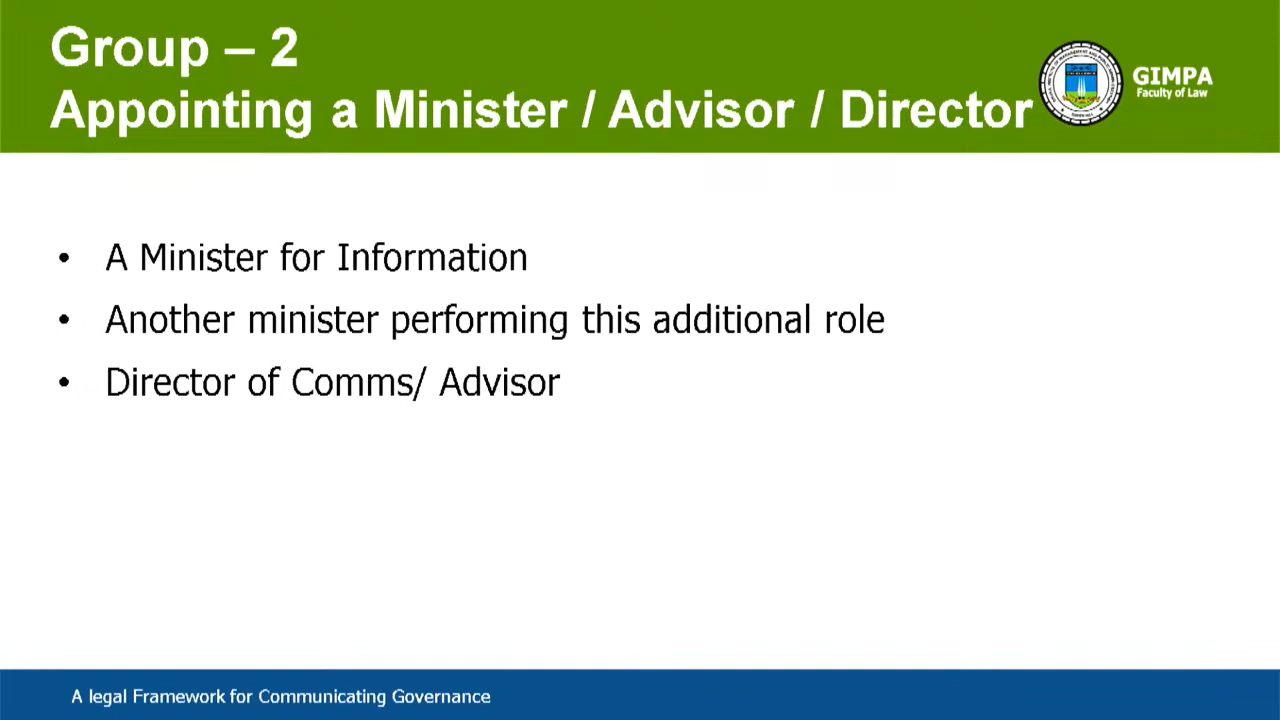 Group – 2
Appointing a Minister / Advisor / Director
GIMPA
Faculty of Law
• A Minister for Information
• Another minister performing this additional role
• Director of Comms/ Advisor
A legal Framework for Communicating Governance